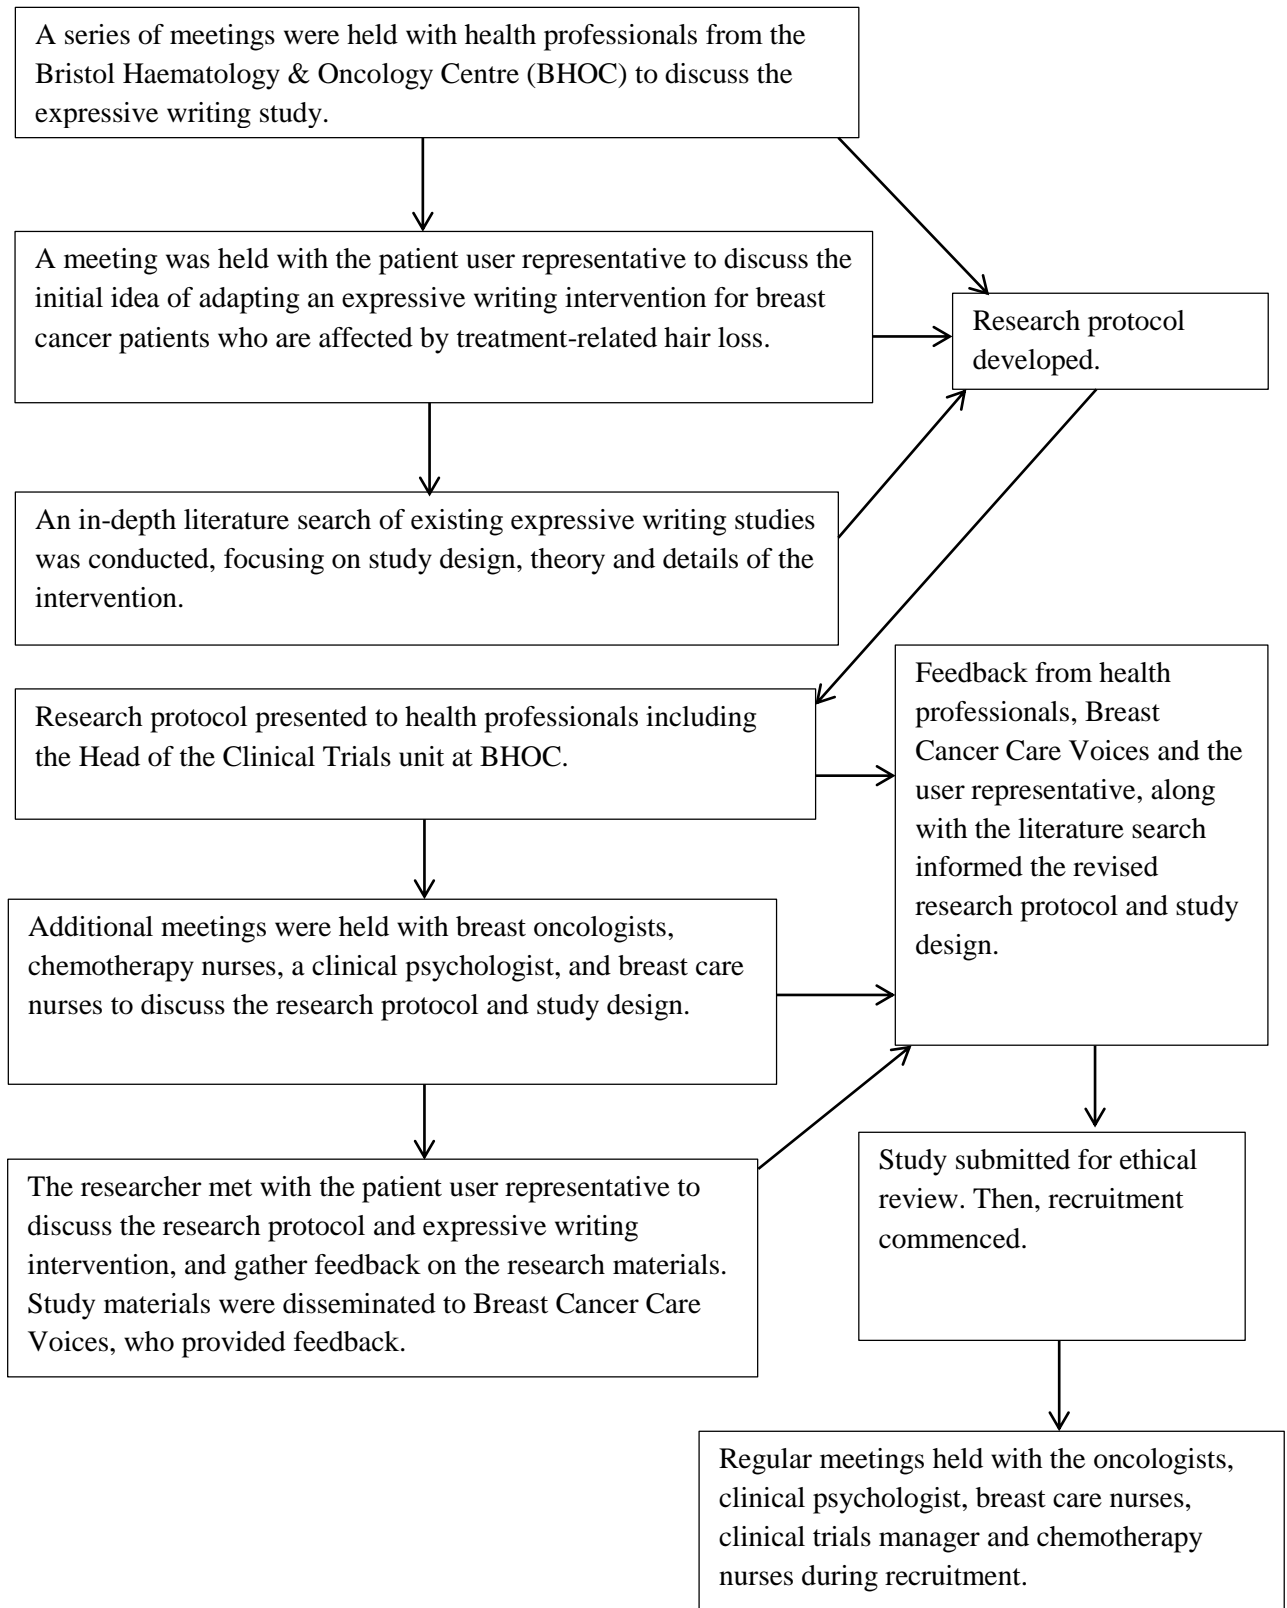 A series of meetings were held with health professionals from the
Bristol Haematology & Oncology Centre (BHOC) to discuss the
expressive writing study.
A meeting was held with the patient user representative to discuss the
initial idea of adapting an expressive writing intervention for breast
cancer patients who are affected by treatment-related hair loss.
Research protocol
developed.
An in-depth literature search of existing expressive writing studies
was conducted, focusing on study design, theory and details of the
intervention.
Research protocol presented to health professionals including
the Head of the Clinical Trials unit at BHOC.
Additional meetings were held with breast oncologists,
chemotherapy nurses, a clinical psychologist, and breast care
nurses to discuss the research protocol and study design.
The researcher met with the patient user representative to
discuss the research protocol and expressive writing
intervention, and gather feedback on the research materials.
Study materials were disseminated to Breast Cancer Care
Voices, who provided feedback.
Feedback from health
professionals, Breast
Cancer Care Voices and the
user representative, along
with the literature search
informed the revised
research protocol and study
design.
Study submitted for ethical
review. Then, recruitment
commenced.
Regular meetings held with the oncologists,
clinical psychologist, breast care nurses,
clinical trials manager and chemotherapy
nurses during recruitment.